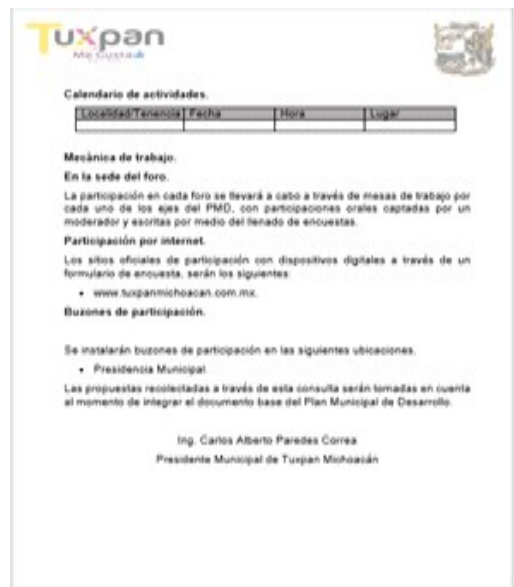 Tuxpan
Me Gusta
Calendario de actividades.
Localidad/Tenencia Fecha Hora Lugar
Mecánica de trabajo.
En la sede del foro.
La participación en cada foro se llevará a cabo a través de mesas de trabajo por
cada uno de los ejes del PMD, con participaciones orales captadas por un
moderador y escritas por medio del llenado de encuestas.
Participación por internet.
Los sitios oficiales de participación con dispositivos digitales a través de un
formulario de encuesta, serán los siguientes:
• www.tuxpanmichoacan.com.mx.
Buzones de participación.
Se instalarán buzones de participación en las siguientes ubicaciones.
• Presidencia Municipal.
Las propuestas recolectadas a través de esta consulta serán tomadas en cuenta
al momento de integrar el documento base del Plan Municipal de Desarrollo.
Ing. Carlos Alberto Paredes Correa
Presidente Municipal de Tuxpan Michoacán